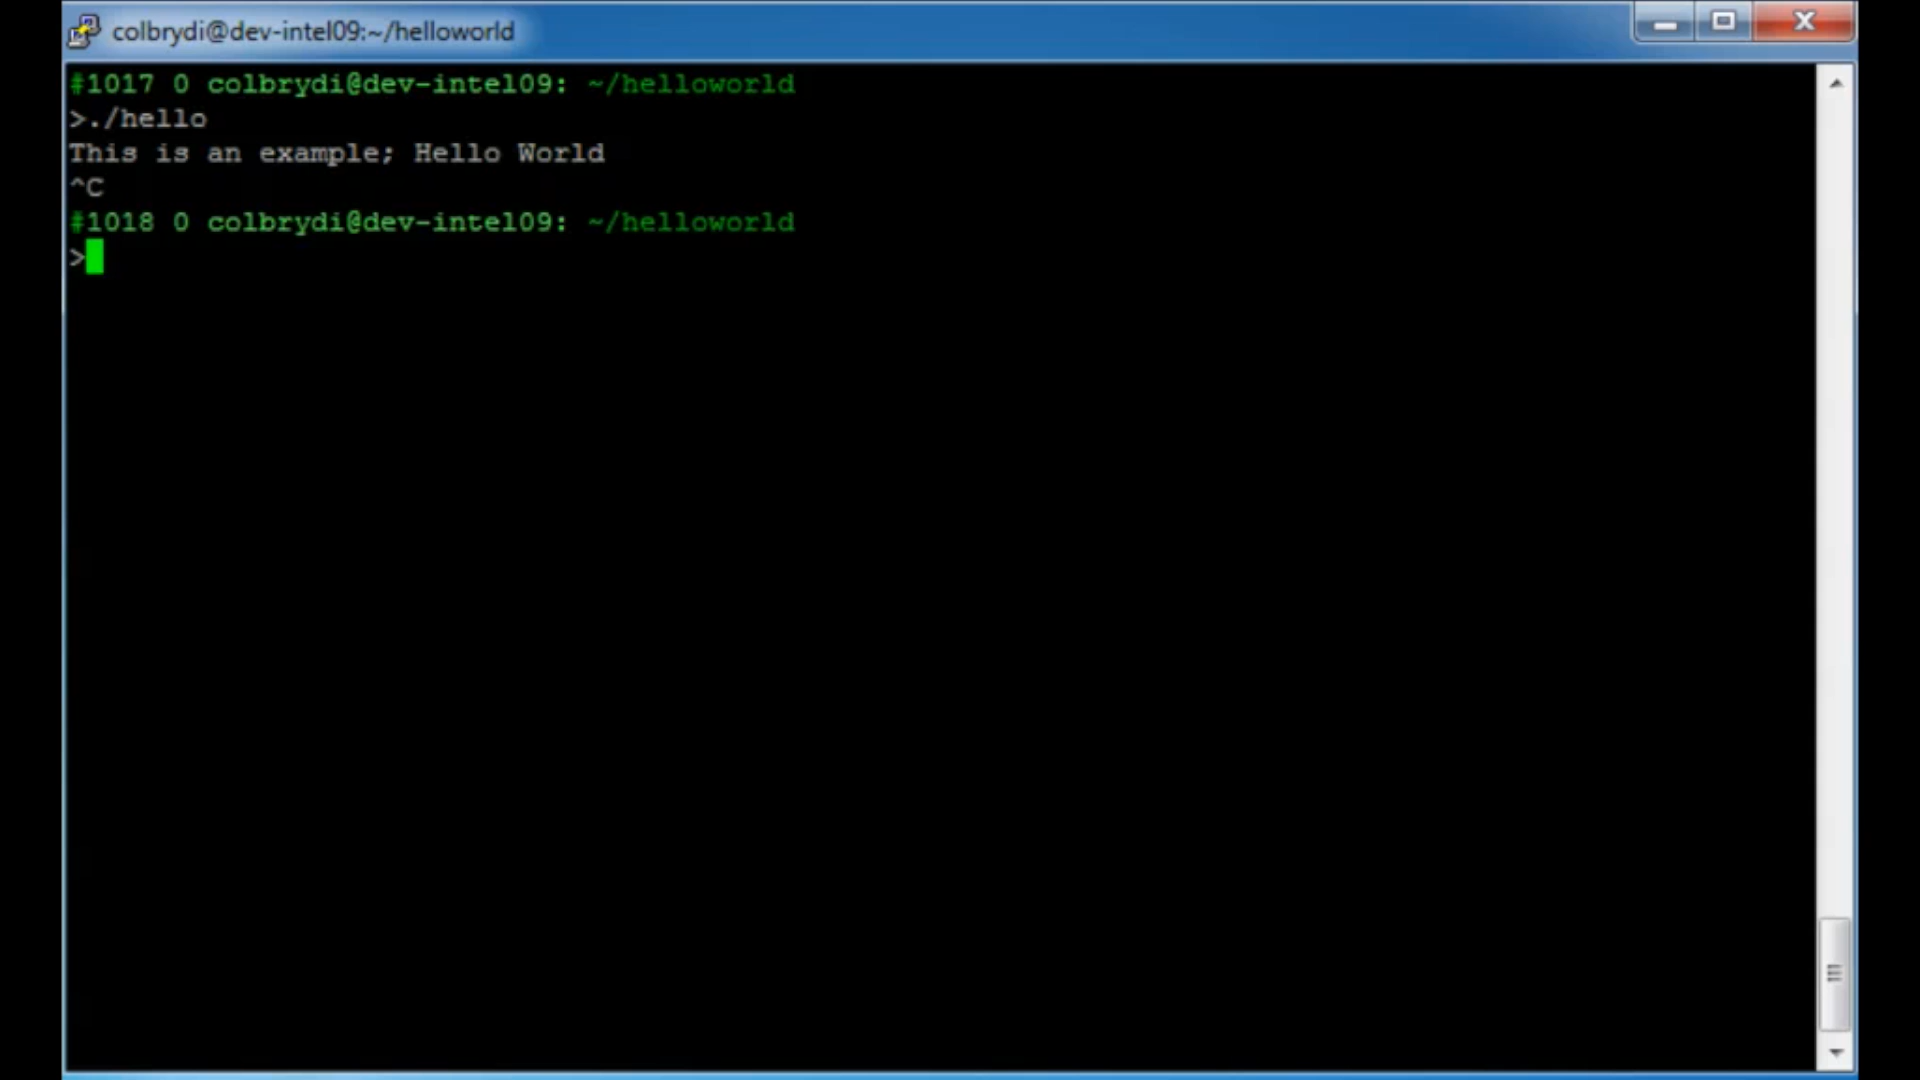 colbrydi@dev-intel09:~/helloworld
#1017 0 colbrydi@dev-intel09: ~/helloworld
>./hello
This is an example; Hello World
^C
#1018 0 colbrydi@dev-intel09: ~/helloworld
>